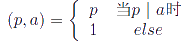 (p, a) = { p 当p | a时
1 else